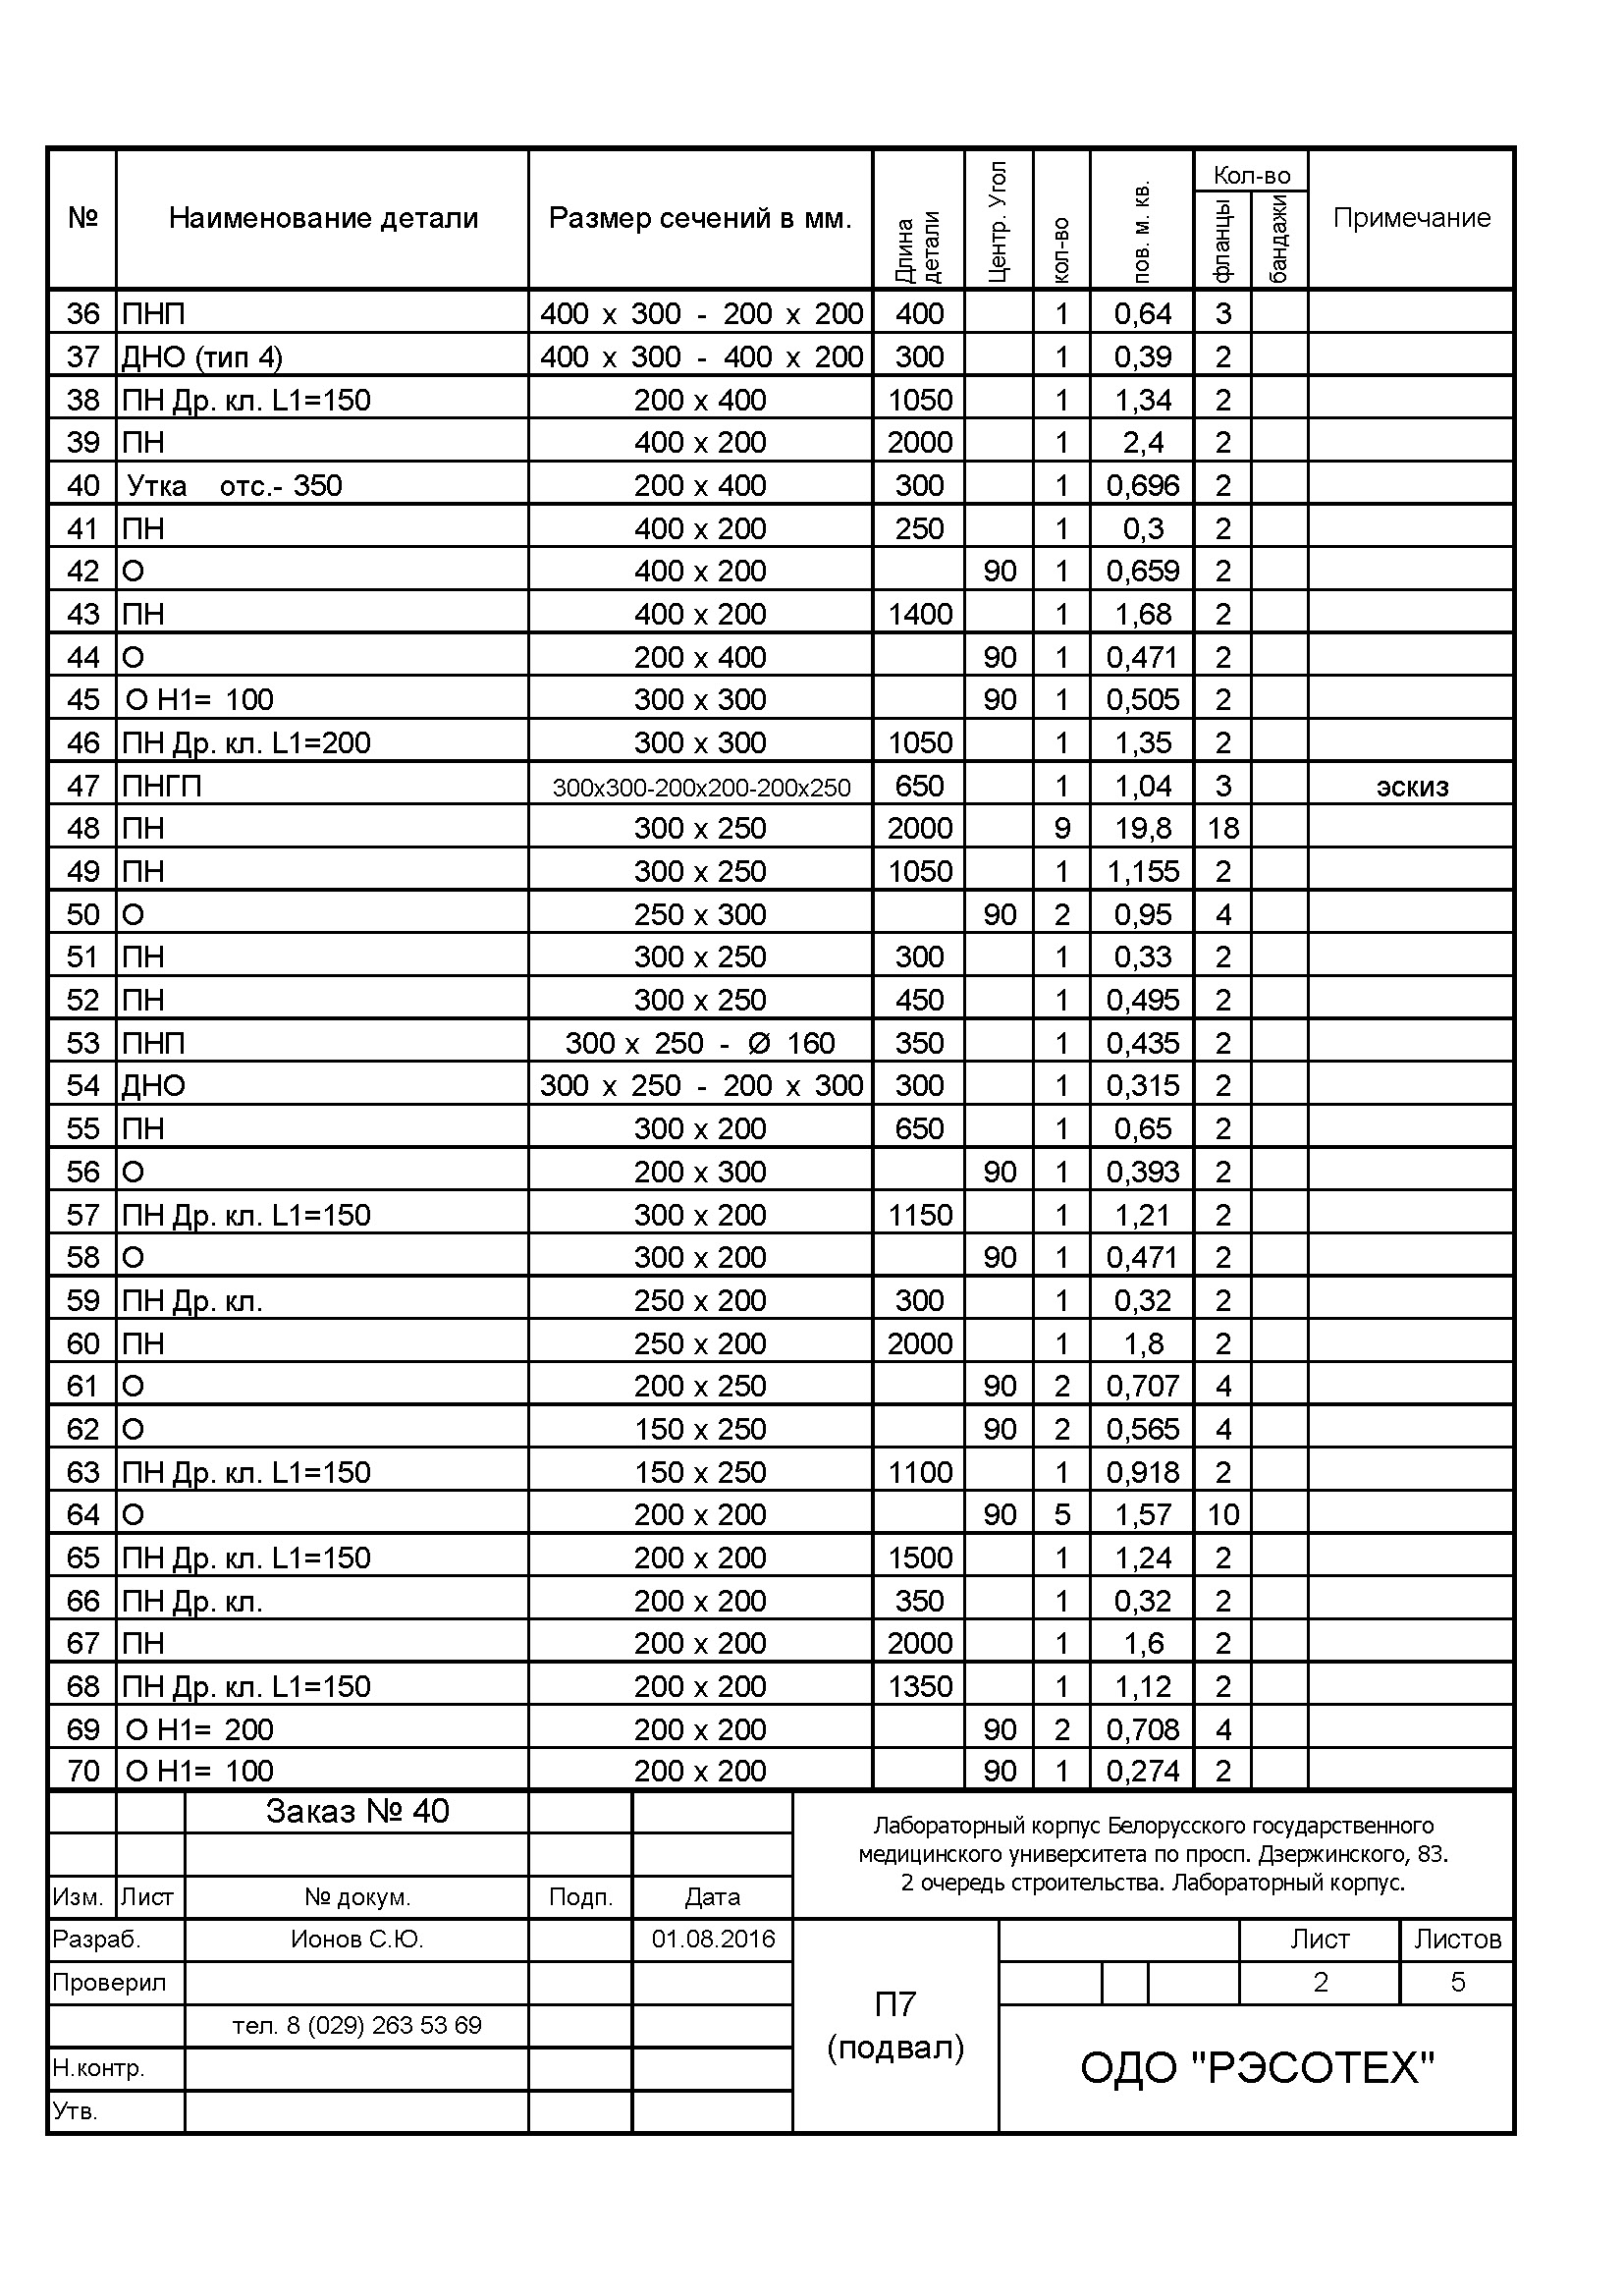 № Наименование детали Размер сечений в мм. Длина детали Центр. Угол кол-во пов. м. кв. Кол-во фланцы бандажи Примечание
36 ПНП 400 x 300 - 200 x 200 400 1 0,64 3
37 ДНО (тип 4) 400 x 300 - 400 x 200 300 1 0,39 2
38 ПН Др. кл. L1=150 200 x 400 1050 1 1,34 2
39 ПН 400 x 200 2000 1 2,4 2
40 Утка отс.- 350 200 x 400 300 1 0,696 2
41 ПН 400 x 200 250 1 0,3 2
42 О 400 x 200 90 1 0,659 2
43 ПН 400 x 200 1400 1 1,68 2
44 О 200 x 400 90 1 0,471 2
45 О Н1= 100 300 x 300 90 1 0,505 2
46 ПН Др. кл. L1=200 300 x 300 1050 1 1,35 2
47 ПНГП 300x300-200x200-200x250 650 1 1,04 3 эскиз
48 ПН 300 x 250 2000 9 19,8 18
49 ПН 300 x 250 1050 1 1,155 2
50 О 250 x 300 90 2 0,95 4
51 ПН 300 x 250 300 1 0,33 2
52 ПН 300 x 250 450 1 0,495 2
53 ПНП 300 x 250 - Ø 160 350 1 0,435 2
54 ДНО 300 x 250 - 200 x 300 300 1 0,315 2
55 ПН 300 x 200 650 1 0,65 2
56 О 200 x 300 90 1 0,393 2
57 ПН Др. кл. L1=150 300 x 200 1150 1 1,21 2
58 О 300 x 200 90 1 0,471 2
59 ПН Др. кл. 250 x 200 300 1 0,32 2
60 ПН 250 x 200 2000 1 1,8 2
61 О 200 x 250 90 2 0,707 4
62 О 150 x 250 90 2 0,565 4
63 ПН Др. кл. L1=150 150 x 250 1100 1 0,918 2
64 О 200 x 200 90 5 1,57 10
65 ПН Др. кл. L1=150 200 x 200 1500 1 1,24 2
66 ПН Др. кл. 200 x 200 350 1 0,32 2
67 ПН 200 x 200 2000 1 1,6 2
68 ПН Др. кл. L1=150 200 x 200 1350 1 1,12 2
69 О Н1= 200 200 x 200 90 2 0,708 4
70 О Н1= 100 200 x 200 90 1 0,274 2
Заказ № 40
Лабораторный корпус Белорусского государственного
медицинского университета по просп. Дзержинского, 83.
2 очередь строительства. Лабораторный корпус.
Изм. Лист № докум. Подп. Дата
Разраб. Ионов С.Ю. 01.08.2016
Лист Листов
Проверил
2 5
П7
(подвал)
тел. 8 (029) 263 53 69
ОДО "РЭСОТЕХ"
Н.контр.
Утв.